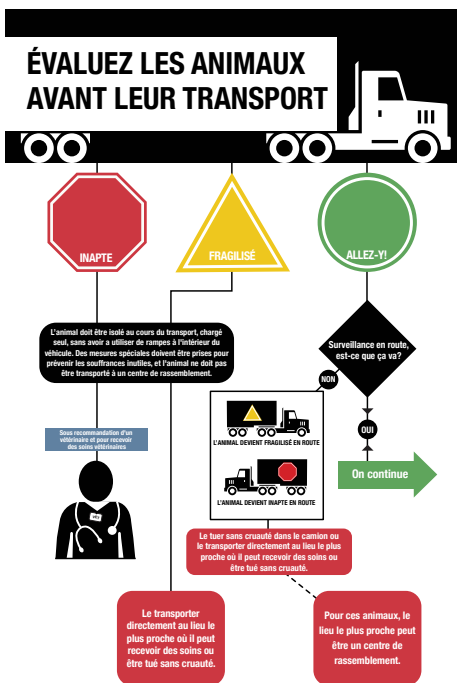 ÉVALUEZ LES ANIMAUX
AVANT LEUR TRANSPORT
INAPTE
FRAGILISÉ
ALLEZ-Y!
L'animal doit être isolé au cours du transport, chargé
seul, sans avoir a utiliser de rampes à l'intérieur du
véhicule. Des mesures spéciales doivent être prises pour
prévenir les souffrances inutiles, et l'animal ne doit pas
être transporté à un centre de rassemblement.
Surveillance en route,
est-ce que ça va?
NON
OUI
On continue
Sous recommandation d'un
vétérinaire et pour recevoir
des soins vétérinaires
L'ANIMAL DEVIENT FRAGILISÉ EN ROUTE
L'ANIMAL DEVIENT INAPTE EN ROUTE
Le tuer sans cruauté dans le camion ou
le transporter directement au lieu le plus
proche où il peut recevoir des soins ou
être tué sans cruauté.
Le transporter
directement au lieu le
plus proche où il peut
recevoir des soins ou
être tué sans cruauté.
Pour ces animaux, le
lieu le plus proche peut
être un centre de
rassemblement.